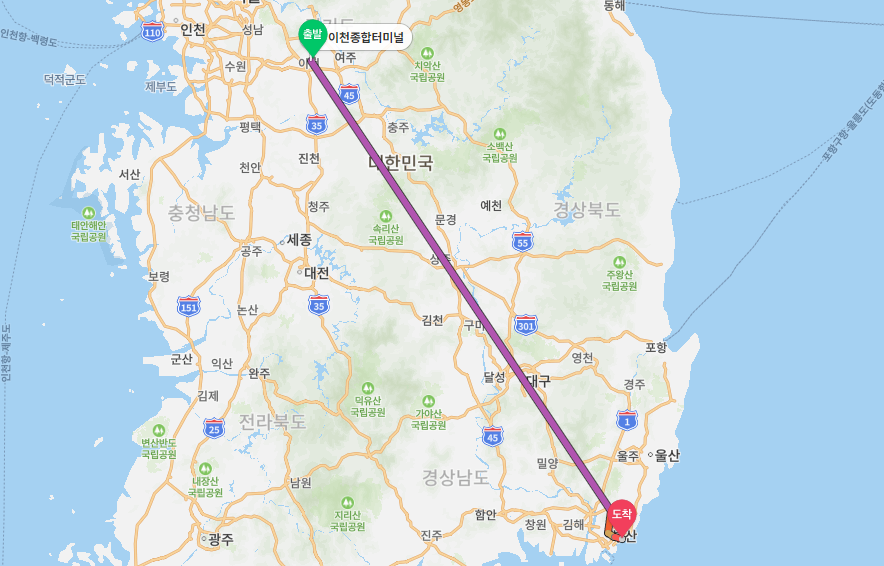 동해
인천
성남
110
출발
이천종합터미널
여주
인천항-백령도
수원
치악산
국립공원
덕적군도
제부도
45
35
평택
충주
소백산
국립공원
포항구항-울릉도(도동항)
천안
진천
대한민국
서산
충청남도
청주
속리산
국립공원
문경
예천
경상북도
태안해안
국립공원
세종
공주
55
주왕산
국립공원
보령
대전
151
논산
35
김천
301
인천항-제주도
군산
익산
포항
영천
완주
달성
대구
경주
김제
덕유산
국립공원
가야산
국립공원
1
변산반도
국립공원
25
전라북도
45
울주
울산
밀양
내장산
국립공원
남원
경상남도
지리산
국립공원
함안
창원
김해
도착
광주
진주